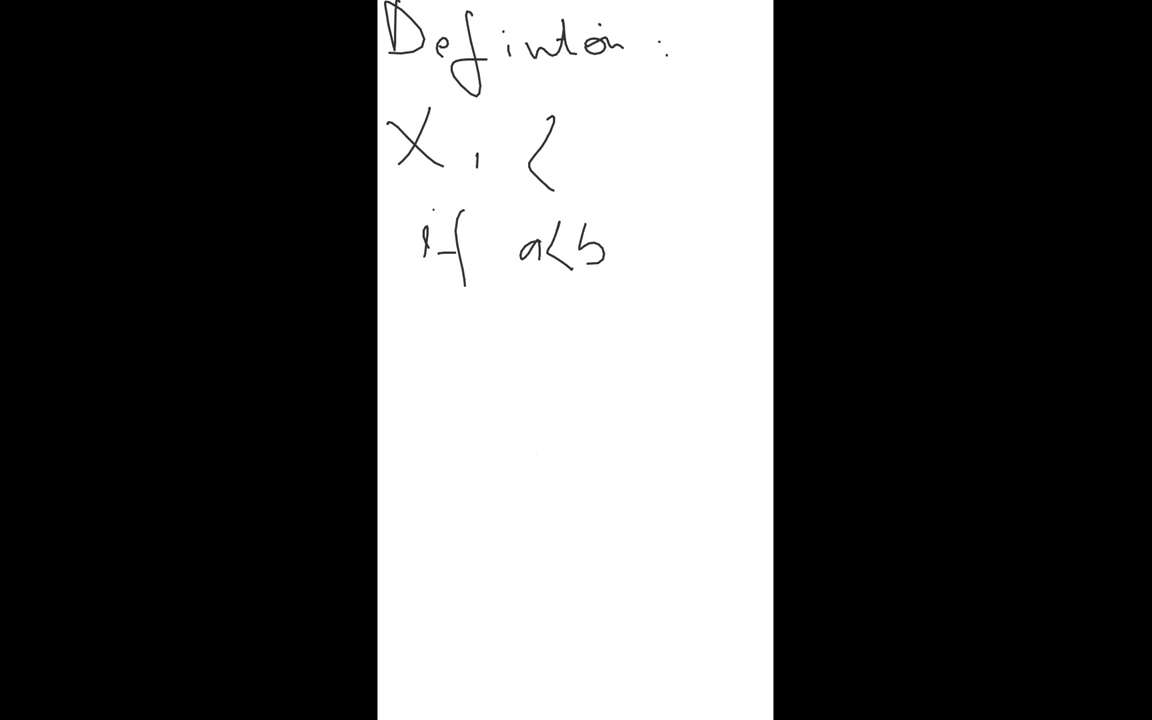 Defintion :
X , <
if a<b